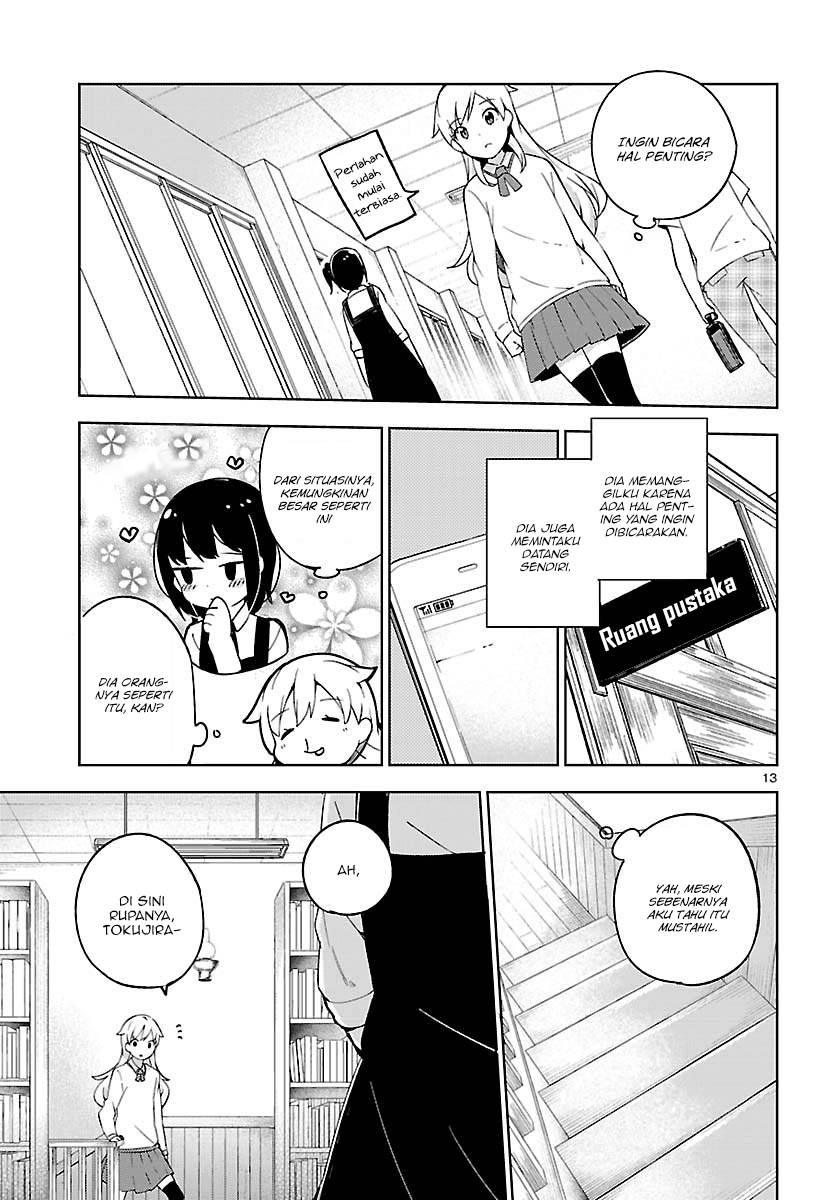 INGIN BICARA
HAL PENTING?
Perlahan
sudah
mulai
terbiasa.
DIA MEMANG-
GILKU KARENA
ADA HAL PEN-
TING YANG INGIN
DIBICARAKAN.
Ruang pustaka
DIA JUGA
MEMINTAKU
DATANG
SENDIRI.
DARI SITUASINYA,
KEMUNGKINAN
BESAR SEPERTI
INI
DIA ORANG-
NYA SEPERTI
ITU, KAN?
13
YAH, MESKI
SEBENARNYA
AKU TAHU ITU
MUSTAHIL.
AH,
DI SINI
RUPANYA,
TOKUJIRA-